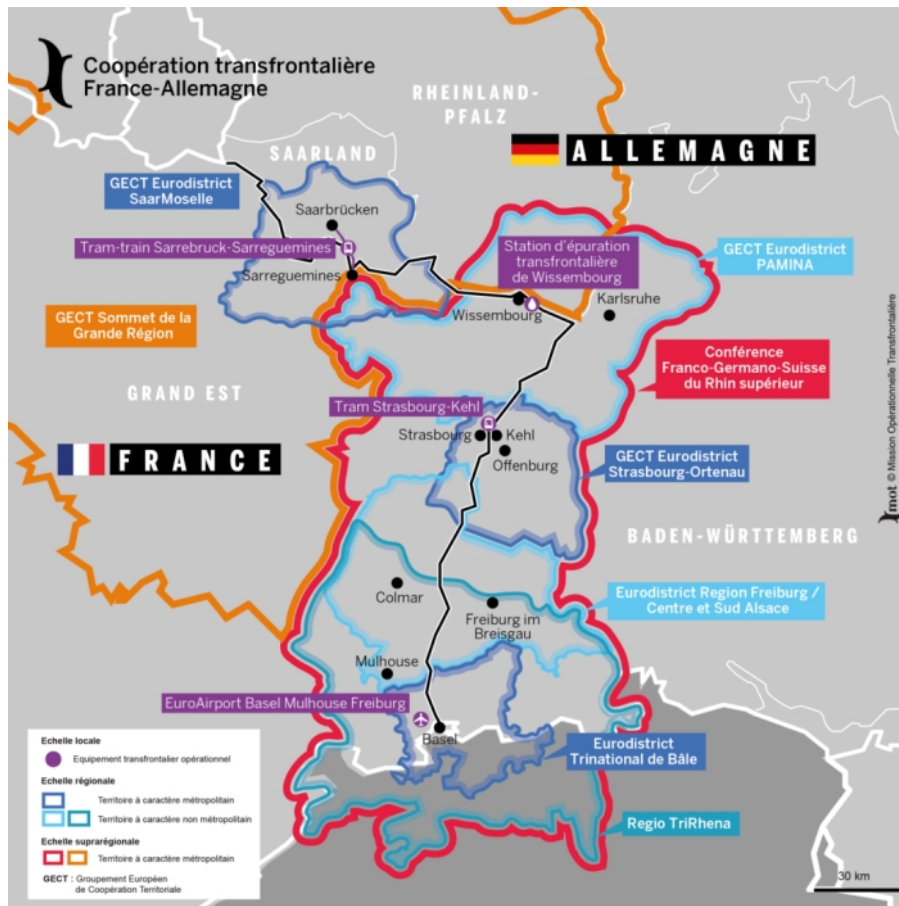 Coopération transfrontalière
France-Allemagne
RHEINLAND-
PFALZ
SAARLAND
ALLEMAGNE
GECT Eurodistrict
SaarMoselle
Saarbrücken
Tram-train Sarrebruck-Sarreguemines
Sarreguemines
Station d'épuration
transfrontalière
de Wissembourg
GECT Eurodistrict
PAMINA
Wissembourg
Karlsruhe
GECT Sommet de la
Grande Région
Conférence
Franco-Germano-Suisse
du Rhin supérieur
GRAND EST
Tram Strasbourg-Kehl
Strasbourg
Kehl
Offenburg
FRANCE
GECT Eurodistrict
Strasbourg-Ortenau
mot © Mission Opérationnelle Transfrontalière
BADEN-WÜRTTEMBERG
Colmar
Freiburg im
Breisgau
Eurodistrict Region Freiburg /
Centre et Sud Alsace
Mulhouse
EuroAirport Basel Mulhouse Freiburg
Basel
Eurodistrict
Trinational de Bâle
Regio TriRhena
Echelle locale
Equipement transfrontalier opérationnel
Echelle régionale
Territoire à caractère métropolitain
Territoire à caractère non métropolitain
Echelle suprarégionale
Territoire à caractère métropolitain
GECT : Groupement Européen
de Coopération Territoriale
30 km